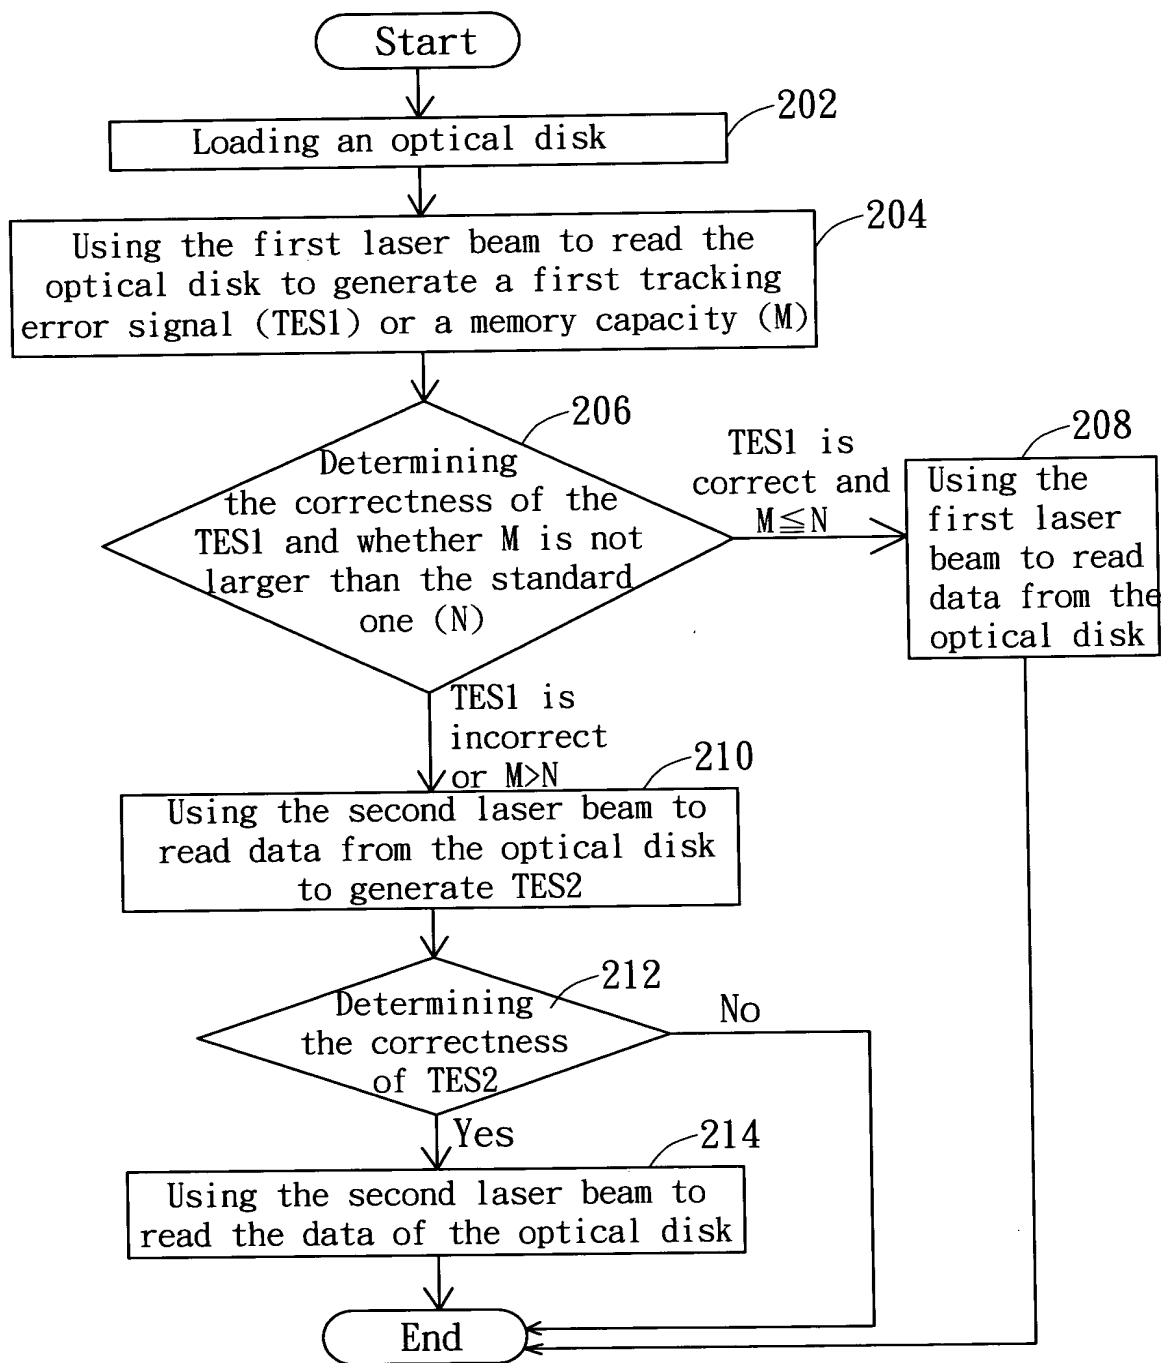 Start
202
Loading an optical disk
204
Using the first laser beam to read the
optical disk to generate a first tracking
error signal (TES1) or a memory capacity (M)
206
Determining
the correctness of the
TES1 and whether M is not
larger than the standard
one (N)
TES1 is
correct and
M≦N
208
Using the
first laser
beam to read
data from the
optical disk
TES1 is
incorrect
or M>N
210
Using the second laser beam to
read data from the optical disk
to generate TES2
212
Determining
the correctness
of TES2
No
Yes
214
Using the second laser beam to
read the data of the optical disk
End